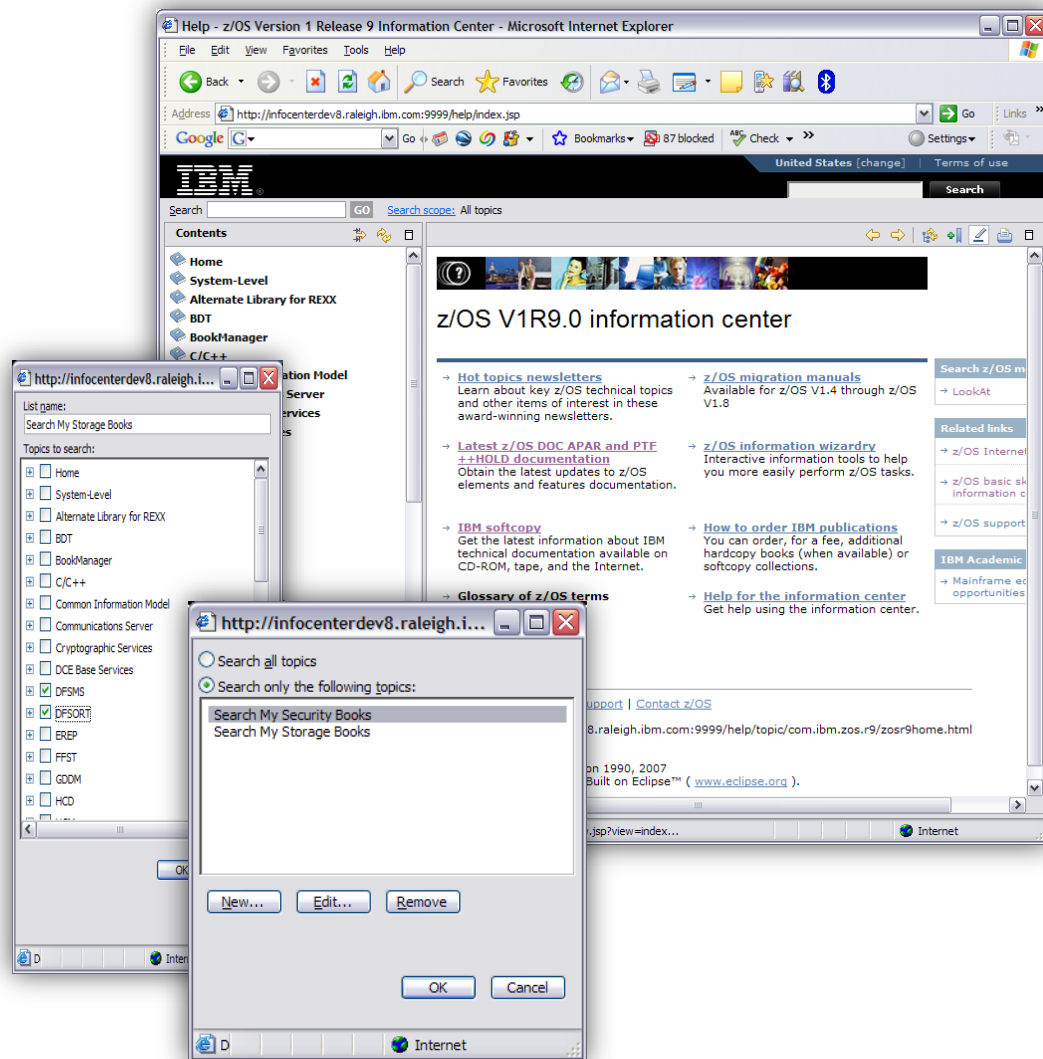 Help - z/OS Version 1 Release 9 Information Center - Microsoft Internet Explorer
File Edit View Favorites Tools Help
Back Search Favorites
Address http://infocenterdev8.raleigh.ibm.com:9999/help/index.jsp Go Links »
Google G Go Bookmarks 87 blocked ABC Check » Settings
United States [change] | Terms of use
IBM®
Search
Search GO Search scope: All topics
Contents
Home
System-Level
Alternate Library for REXX
BDT
BookManager
C/C++
ation Model
Server
ervices
es
z/OS V1R9.0 information center
Hot topics newsletters
Learn about key z/OS technical topics
and other items of interest in these
award-winning newsletters.
z/OS migration manuals
Available for z/OS V1.4 through z/OS
V1.8
Latest z/OS DOC APAR and PTF
++HOLD documentation
Obtain the latest updates to z/OS
elements and features documentation.
z/OS information wizardry
Interactive information tools to help
you more easily perform z/OS tasks.
IBM softcopy
Get the latest information about IBM
technical documentation available on
CD-ROM, tape, and the Internet.
How to order IBM publications
You can order, for a fee, additional
hardcopy books (when available) or
softcopy collections.
Glossary of z/OS terms
Help for the information center
Get help using the information center.
Search z/OS m
LookAt
Related links
z/OS Internet
z/OS basic sk
information c
z/OS support
IBM Academic
Mainframe ed
opportunities
upport | Contact z/OS
8.raleigh.ibm.com:9999/help/topic/com.ibm.zos.r9/zosr9home.html
on 1990, 2007
Built on Eclipse™ ( www.eclipse.org ).
.jsp?view=index... Internet
http://infocenterdev8.raleigh.i...
List name:
Search My Storage Books
Topics to search:
Home
System-Level
Alternate Library for REXX
BDT
BookManager
C/C++
Common Information Model
Communications Server
Cryptographic Services
DCE Base Services
DFSMS
DFSORT
EREP
FFST
GDDM
HCD
OK
D Inter
http://infocenterdev8.raleigh.i...
Search all topics
Search only the following topics:
Search My Security Books
Search My Storage Books
New... Edit... Remove
OK Cancel
D Internet